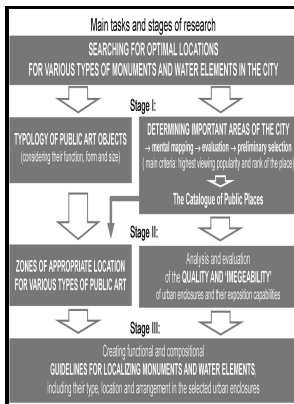 Main tasks and stages of research
SEARCHING FOR OPTIMAL LOCATIONS
FOR VARIOUS TYPES OF MONUMENTS AND WATER ELEMENTS IN THE CITY
Stage I:
TYPOLOGY OF PUBLIC ART OBJECTS
(considering their function, form and size)
DETERMINING IMPORTANT AREAS OF THE CITY
→ mental mapping → evaluation → preliminary selection
( main criteria: highest viewing popularity and rank of the place)
The Catalogue of Public Places
Stage II:
ZONES OF APPROPRIATE LOCATION
FOR VARIOUS TYPES OF PUBLIC ART
Analysis and evaluation
of the QUALITY AND 'IMEGEABILITY'
of urban enclosures and their exposition capabilities
Stage III:
Creating functional and compositional
GUIDELINES FOR LOCALIZING MONUMENTS AND WATER ELEMENTS,
including their type, location and arrangement in the selected urban enclosures